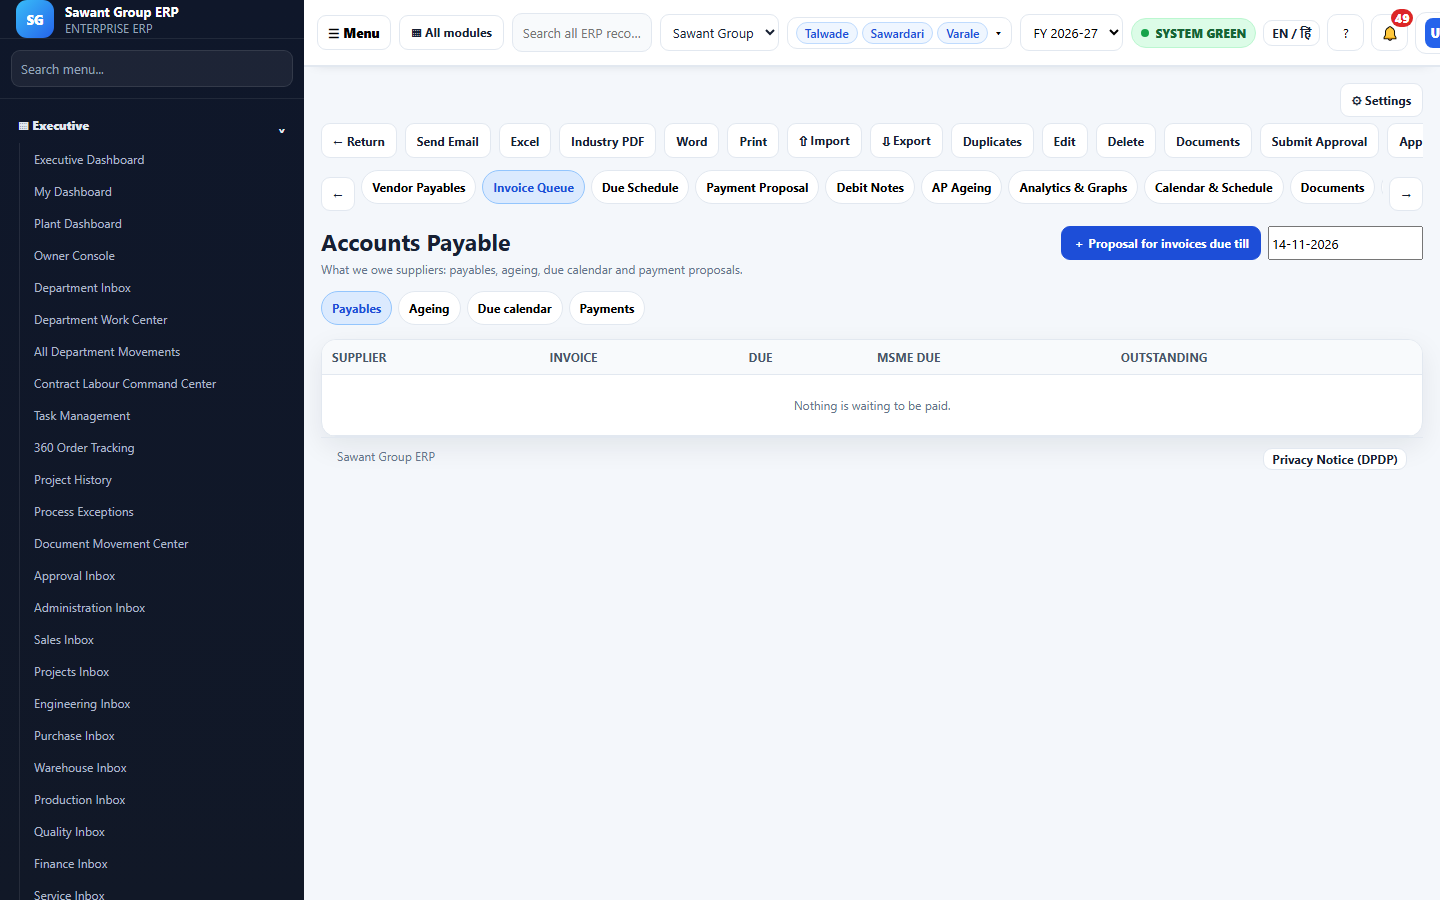 SG
Sawant Group ERP
ENTERPRISE ERP
Search menu...
Executive
Executive Dashboard
My Dashboard
Plant Dashboard
Owner Console
Department Inbox
Department Work Center
All Department Movements
Contract Labour Command Center
Task Management
360 Order Tracking
Project History
Process Exceptions
Document Movement Center
Approval Inbox
Administration Inbox
Sales Inbox
Projects Inbox
Engineering Inbox
Purchase Inbox
Warehouse Inbox
Production Inbox
Quality Inbox
Finance Inbox
Service Inbox
☰ Menu All modules Search all ERP reco... Sawant Group Talwade Sawardari Varale FY 2026-27 SYSTEM GREEN EN / हिं ? 49 U
⚙ Settings
← Return Send Email Excel Industry PDF Word Print ⇧ Import ⇩ Export Duplicates Edit Delete Documents Submit Approval App
← Vendor Payables Invoice Queue Due Schedule Payment Proposal Debit Notes AP Ageing Analytics & Graphs Calendar & Schedule Documents →
Accounts Payable
+ Proposal for invoices due till 14-11-2026
What we owe suppliers: payables, ageing, due calendar and payment proposals.
Payables Ageing Due calendar Payments
SUPPLIER INVOICE DUE MSME DUE OUTSTANDING
Nothing is waiting to be paid.
Sawant Group ERP
Privacy Notice (DPDP)